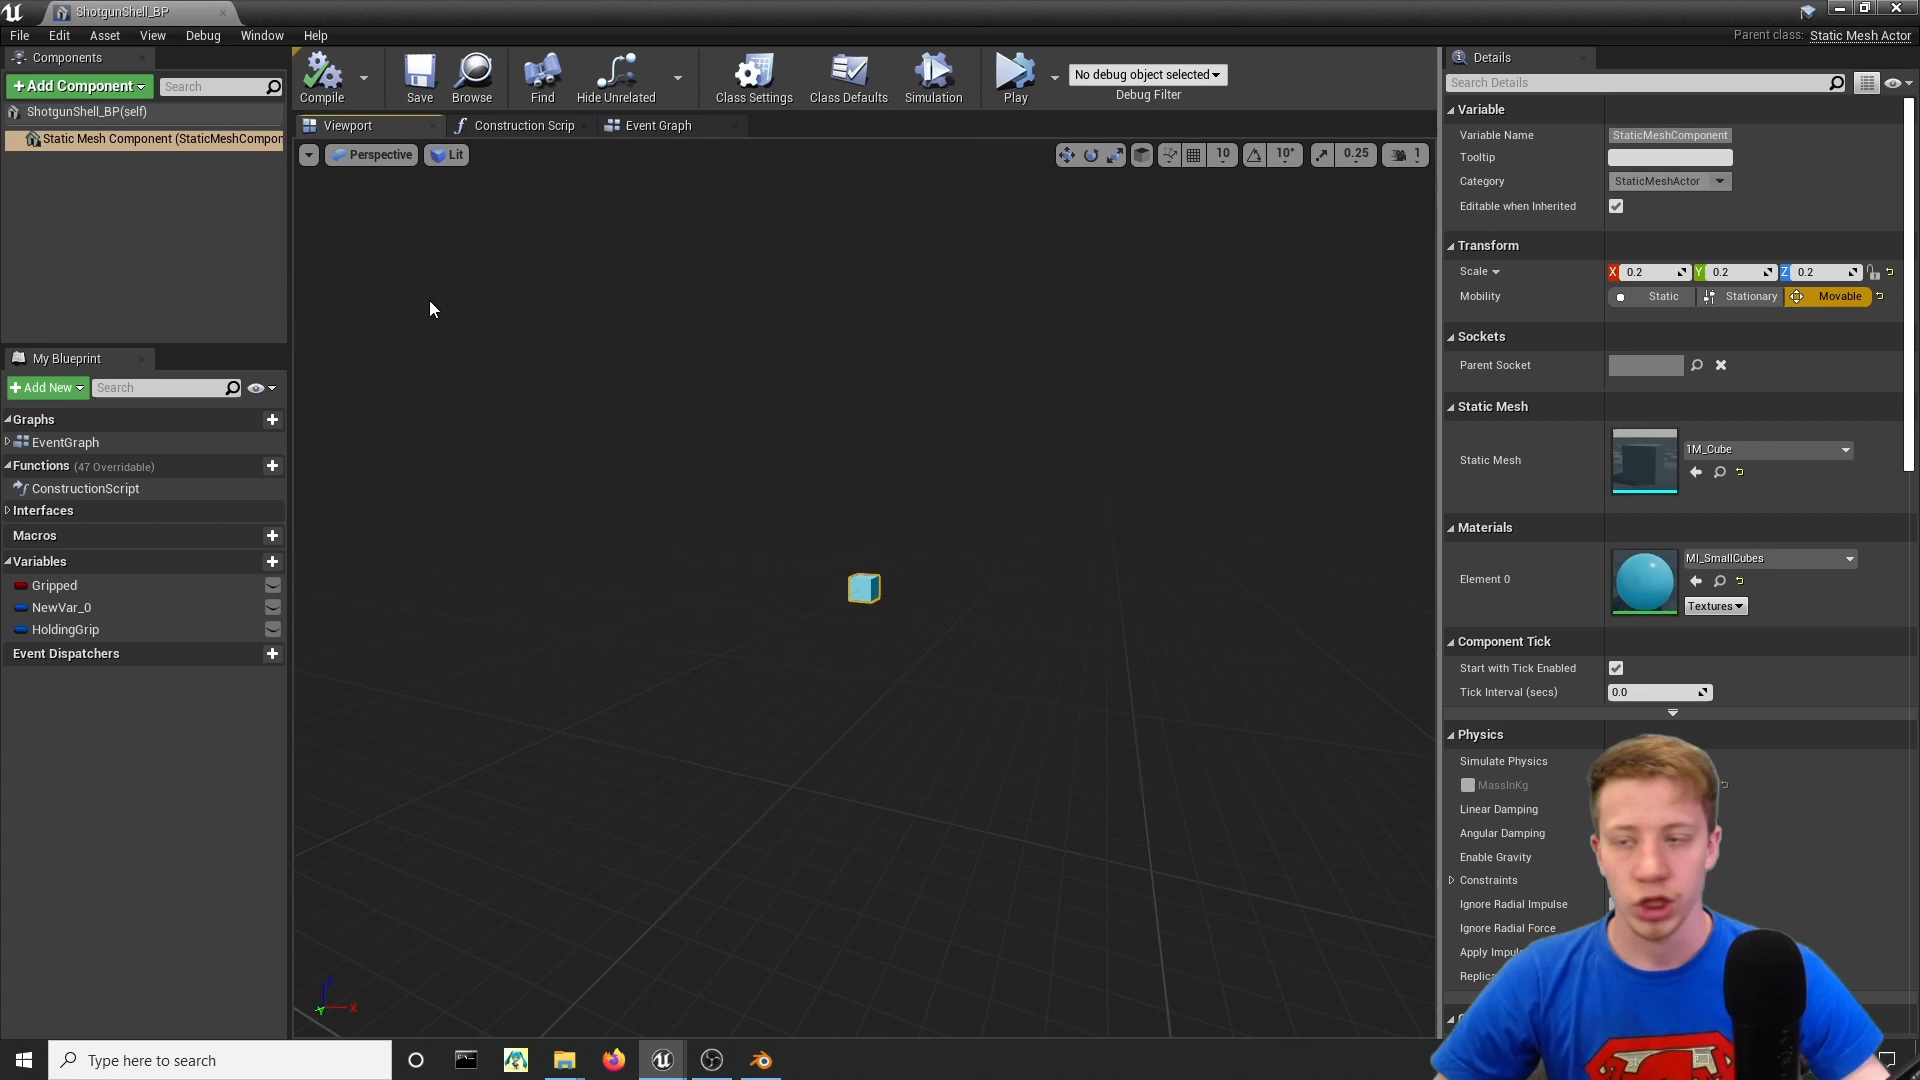 ShotgunShell_BP
File Edit Asset View Debug Window Help
Parent class: Static Mesh Actor
Components
+ Add Component
Search
ShotgunShell_BP(self)
Static Mesh Component (StaticMeshCompor
Compile
Save
Browse
Find
Hide Unrelated
Class Settings
Class Defaults
Simulation
Play
No debug object selected
Debug Filter
Viewport
Construction Scrip
Event Graph
Perspective
Lit
10
10°
0.25
1
My Blueprint
+ Add New
Search
Graphs
EventGraph
Functions (47 Overridable)
ConstructionScript
Interfaces
Macros
Variables
Gripped
NewVar_0
HoldingGrip
Event Dispatchers
Z
X
Y
Details
Search Details
Variable
Variable Name StaticMeshComponent
Tooltip
Category StaticMeshActor
Editable when Inherited
Transform
Scale X 0.2 Y 0.2 Z 0.2
Mobility Static Stationary Movable
Sockets
Parent Socket
Static Mesh
Static Mesh 1M_Cube
Materials
Element 0 MI_SmallCubes
Textures
Component Tick
Start with Tick Enabled
Tick Interval (secs) 0.0
Physics
Simulate Physics
MassInKg
Linear Damping
Angular Damping
Enable Gravity
Constraints
Ignore Radial Impulse
Ignore Radial Force
Apply Impul
Replica
Type here to search